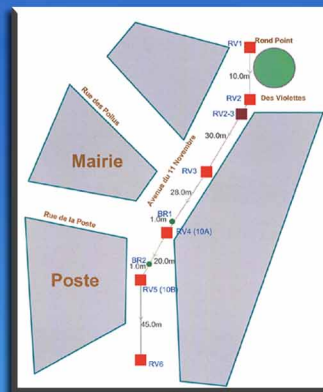 RV1
Rond Point
10.0m
RV2
Des Violettes
RV2-3
30.0m
Rue des Poilus
Mairie
Avenue du 11 Novembre
RV3
28.0m
Rue de la Poste
1.0m
BR1
RV4 (10A)
BR2
20.0m
1.0m
Poste
RV5 (10B)
45.0m
RV6